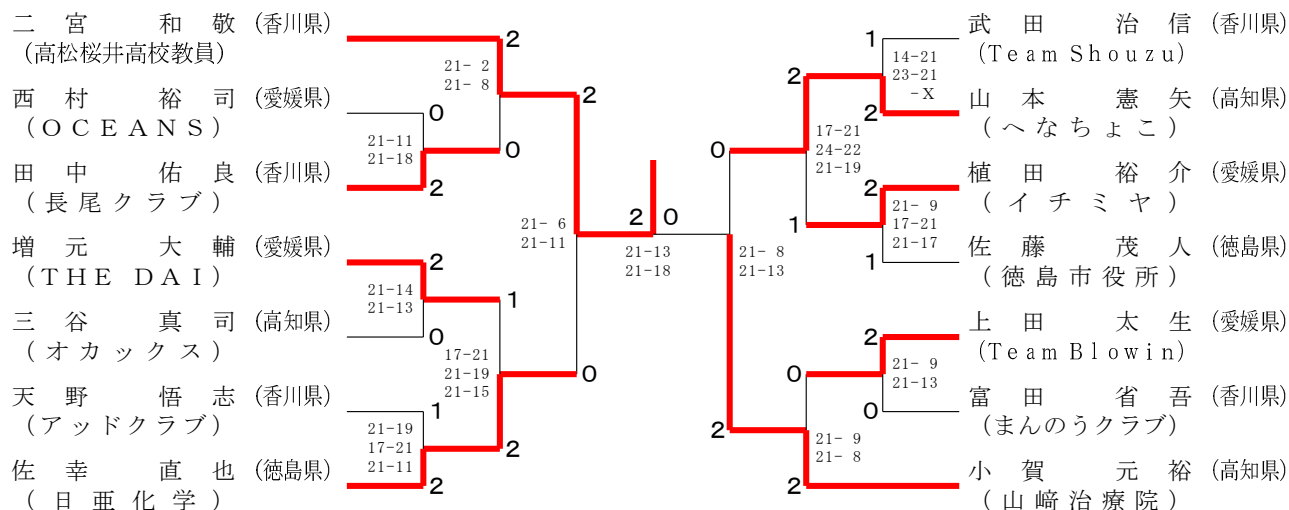 二宮 和敬 (香川県)
(高松桜井高校教員)
西村 裕司 (愛媛県)
(OCEANS)
田中 佑良 (香川県)
(長尾クラブ)
増元 大輔 (愛媛県)
(THE DAI)
三谷 真司 (高知県)
(オカックス)
天野 悟志 (香川県)
(アッドクラブ)
佐幸 直也 (徳島県)
(日亜化学)
2
21- 2
21- 8
0
21-11
21-18
2
0
2
21- 6
21-11
2
21-14
21-13
0
1
17-21
21-19
21-15
1
21-19
17-21
21-11
2
2
0
2 0
21-13
21-18
0
21- 8
21-13
2
2
17-21
24-22
21-19
1
1
14-21
23-21
-X
2
2
21- 9
17-21
21-17
1
0
21- 9
21- 8
2
2
21- 9
21-13
0
武田 治信 (香川県)
(Team Shouzu)
山本 憲矢 (高知県)
(へなちょこ)
植田 裕介 (愛媛県)
(イチミヤ)
佐藤 茂人 (徳島県)
(徳島市役所)
上田 太生 (愛媛県)
(Team Blowin)
富田 省吾 (香川県)
(まんのうクラブ)
小賀 元裕 (高知県)
(山﨑治療院)